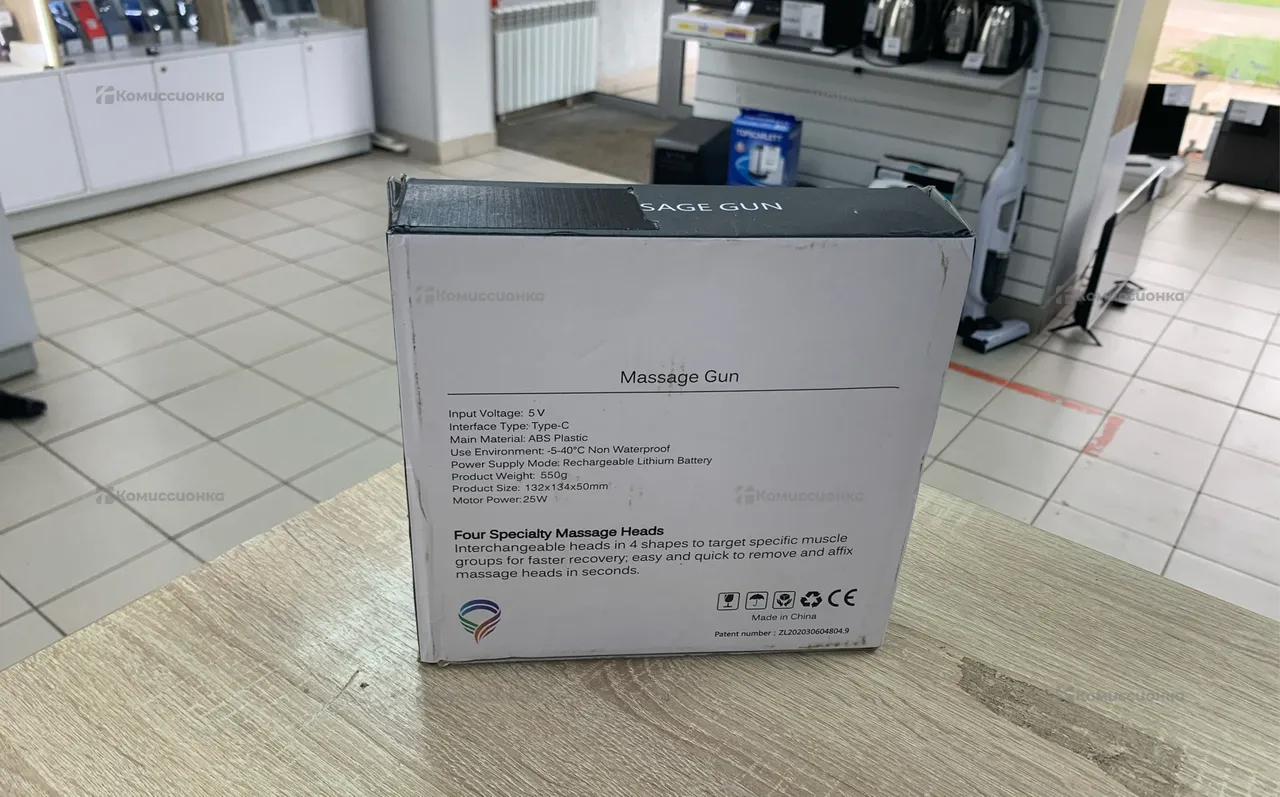 Комиссионка
TOPSCARLETT
SAGE GUN
Комиссионка
Комиссионка
Massage Gun
Input Voltage: 5 V
Interface Type: Type-C
Main Material: ABS Plastic
Use Environment: -5-40°C Non Waterproof
Power Supply Mode: Rechargeable Lithium Battery
Product Weight: 550g
Product Size: 132x134x50mm
Motor Power:25W
Комиссионка
Комиссионка
Four Specialty Massage Heads
Interchangeable heads in 4 shapes to target specific muscle
groups for faster recovery; easy and quick to remove and affix
massage heads in seconds.
CE
Made in China
Patent number : ZL202030604804.9
Комиссионка